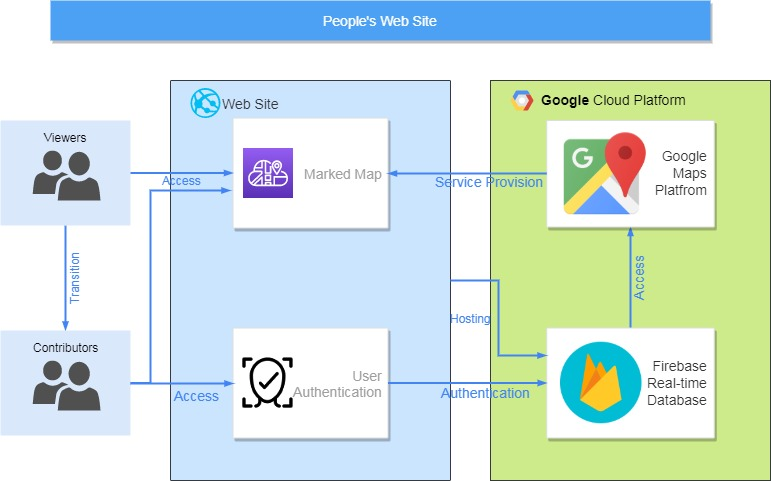 People's Web Site
Web Site
Google Cloud Platform
Viewers
Access
Marked Map
Service Provision
G
Google
Maps
Platfrom
Transition
Hosting
Access
Contributors
Access
User
Authentication
Authentication
Firebase
Real-time
Database